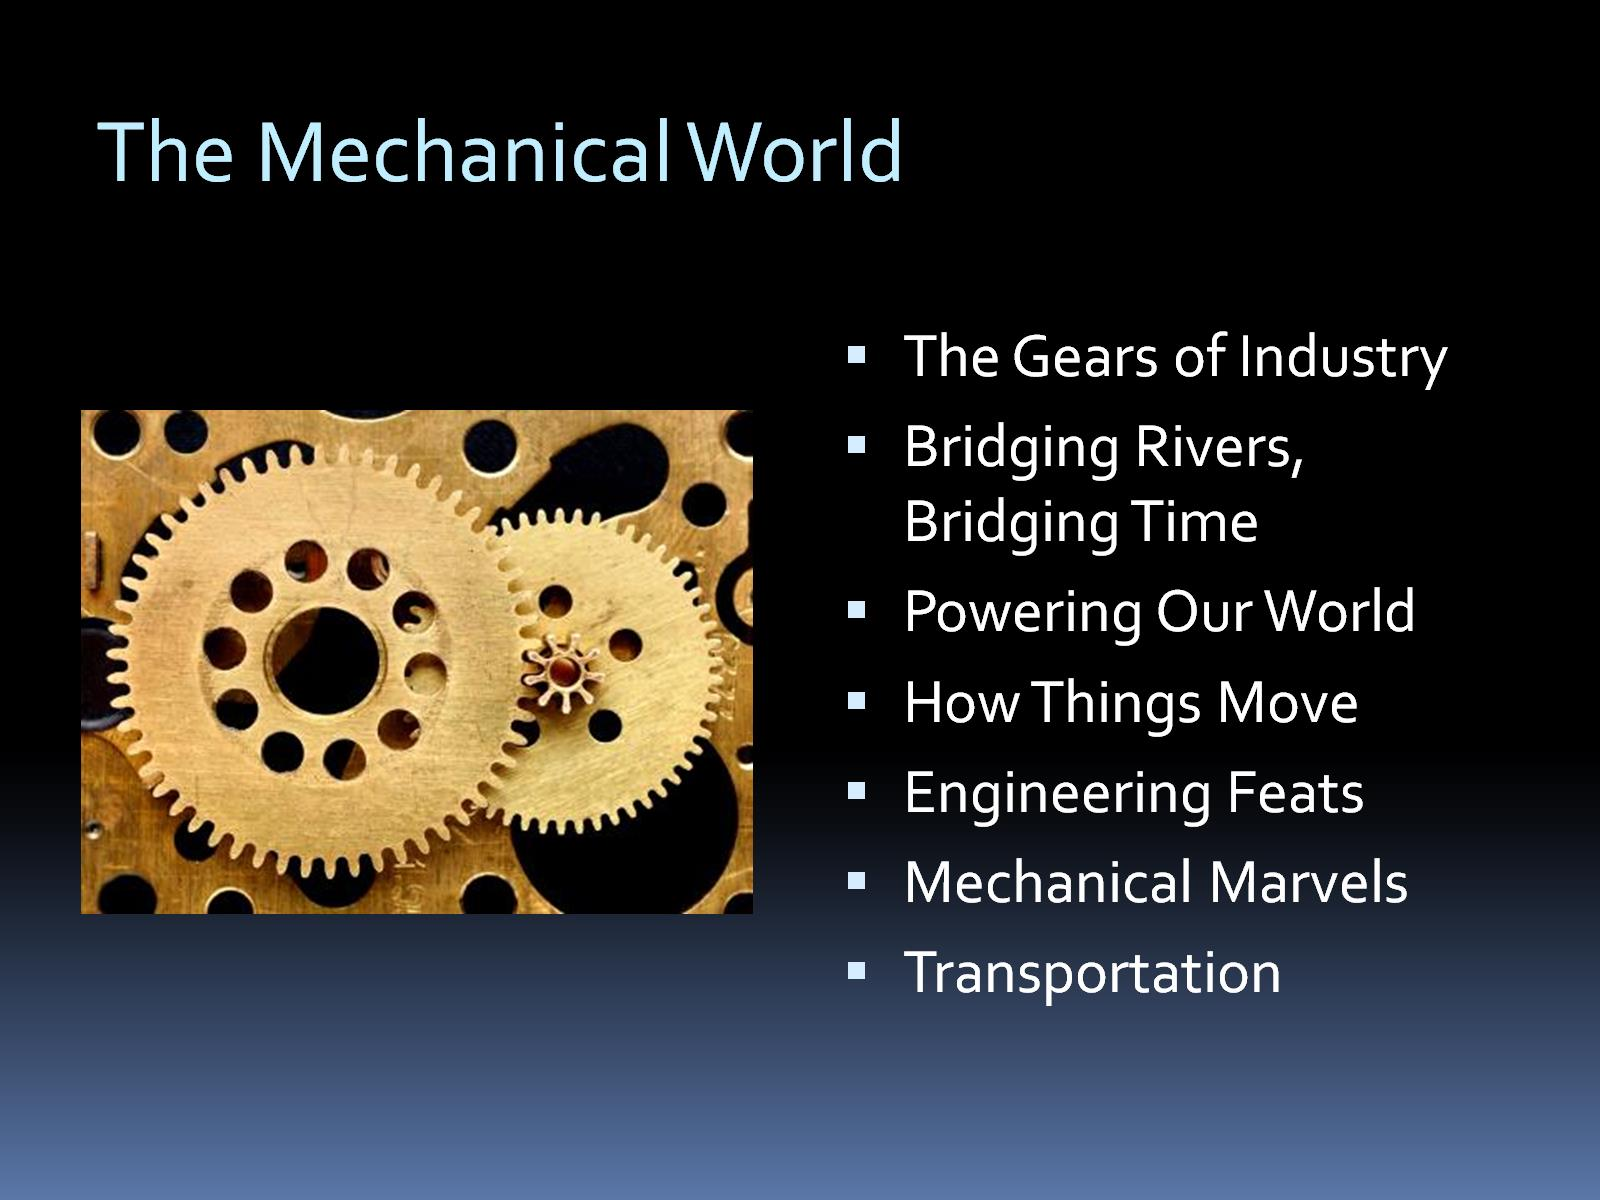 The Mechanical World
The Gears of Industry
Bridging Rivers,
Bridging Time
Powering Our World
How Things Move
Engineering Feats
Mechanical Marvels
Transportation